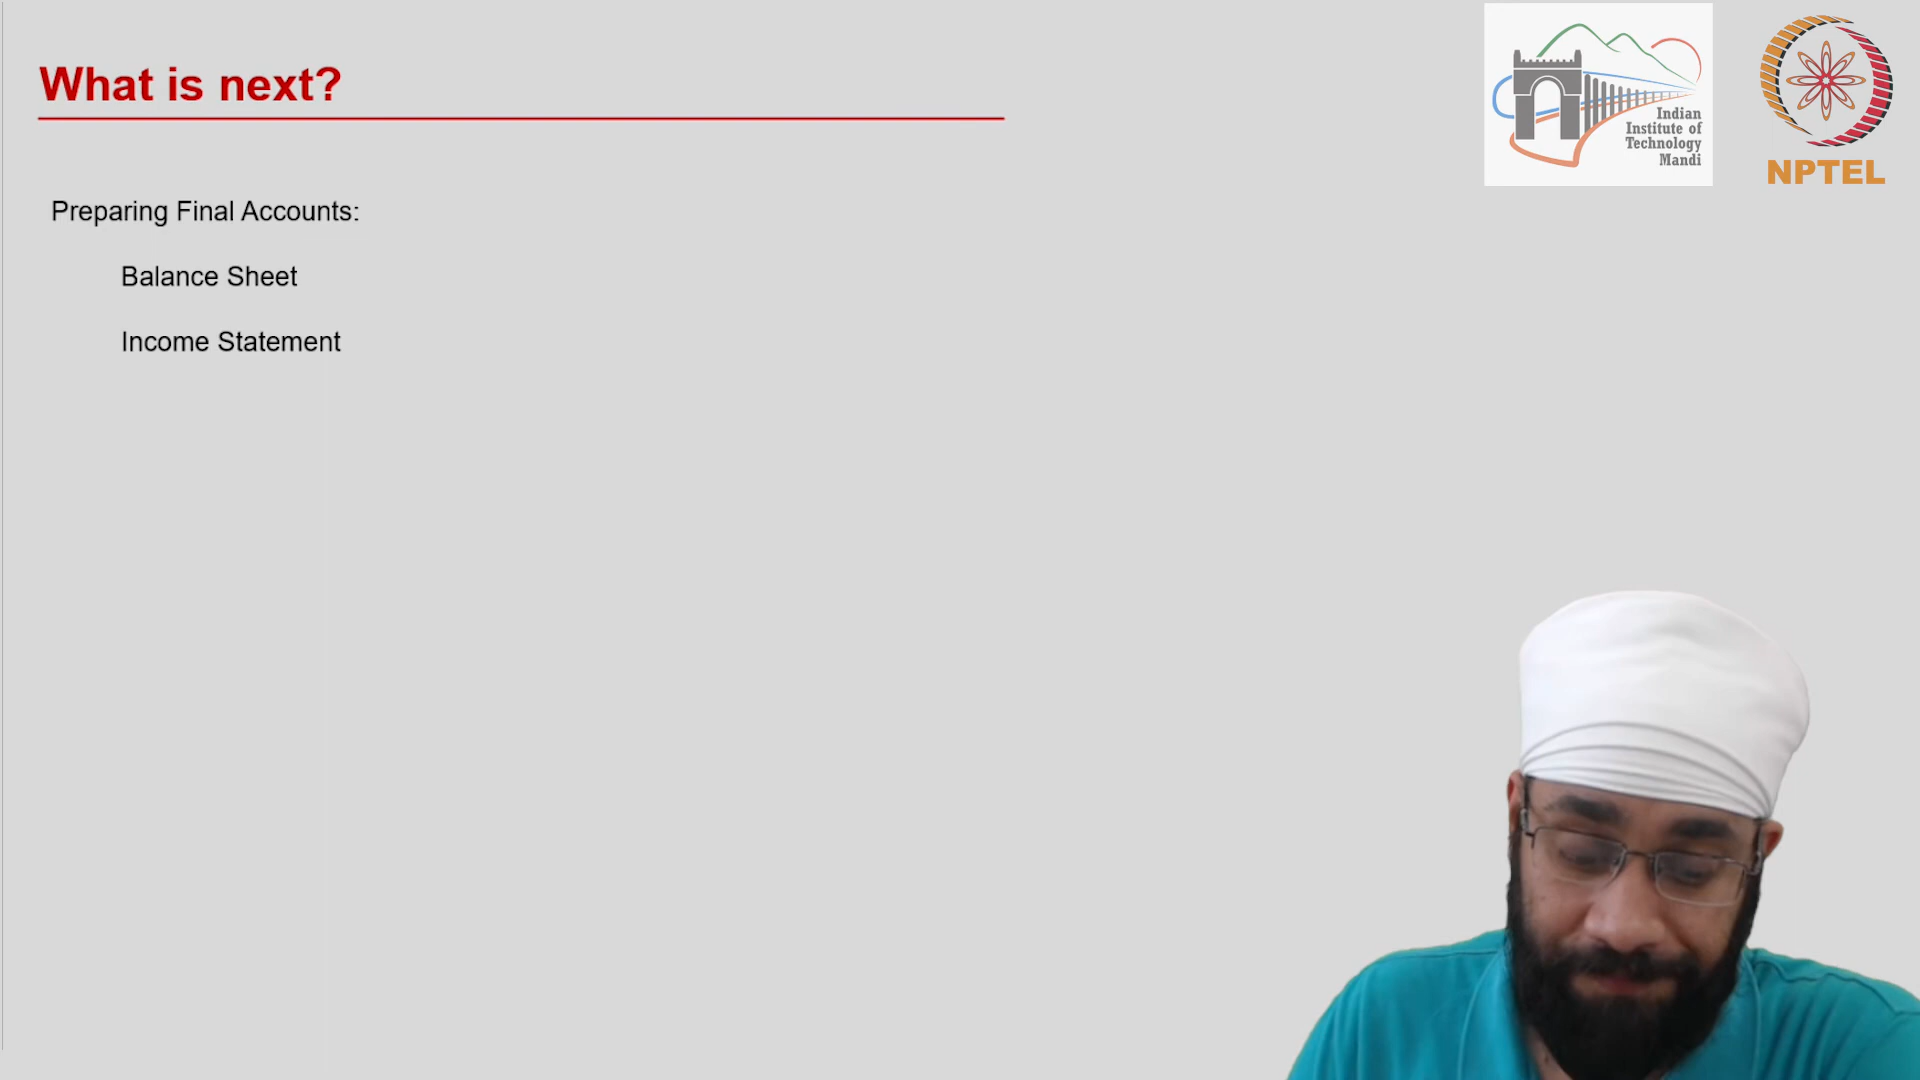 What is next?
Indian
Institute of
Technology
Mandi
NPTEL
Preparing Final Accounts:
Balance Sheet
Income Statement